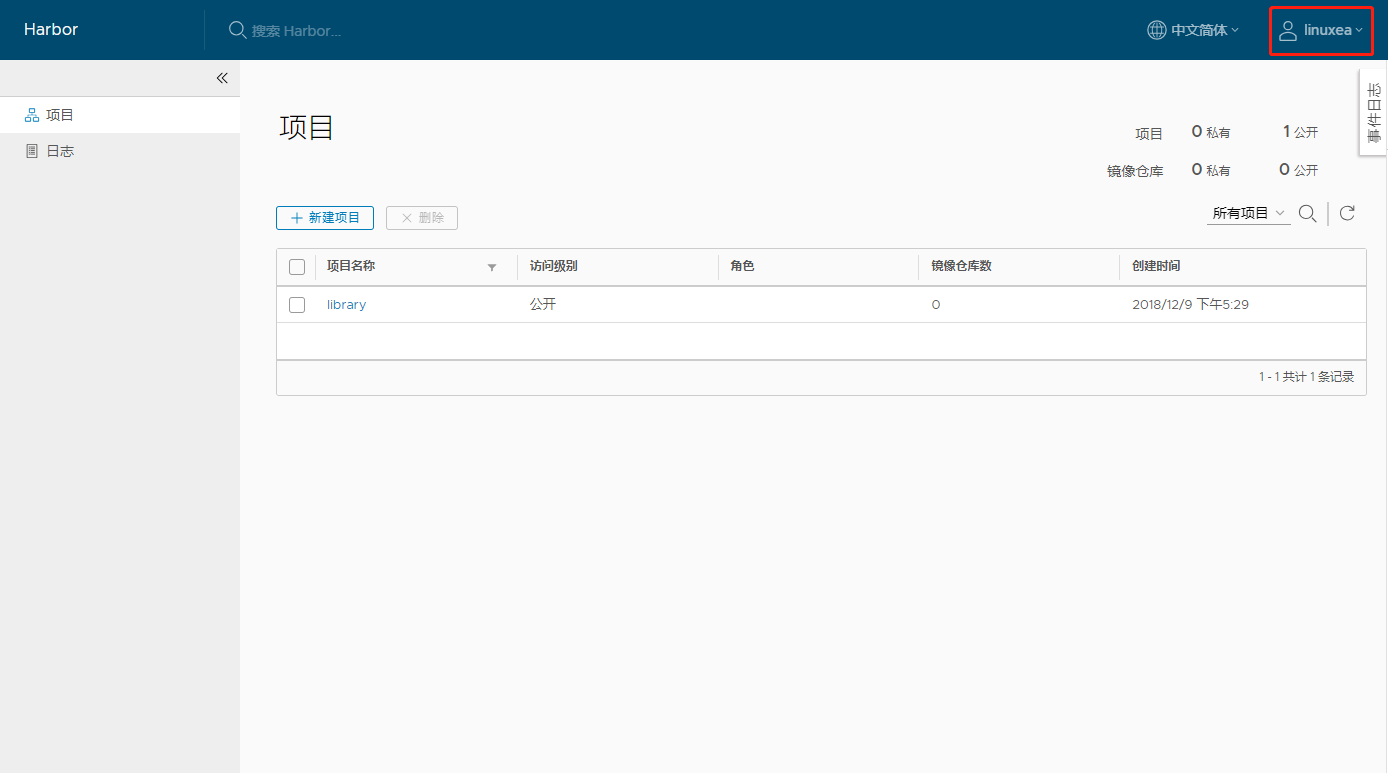 Harbor
搜索 Harbor...
中文简体
linuxea
事件日志
项目
日志
项目
项目 0 私有 1 公开
镜像仓库 0 私有 0 公开
新建项目 删除
所有项目
项目名称 访问级别 角色 镜像仓库数 创建时间
library 公开 0 2018/12/9 下午5:29
1 - 1 共计 1 条记录